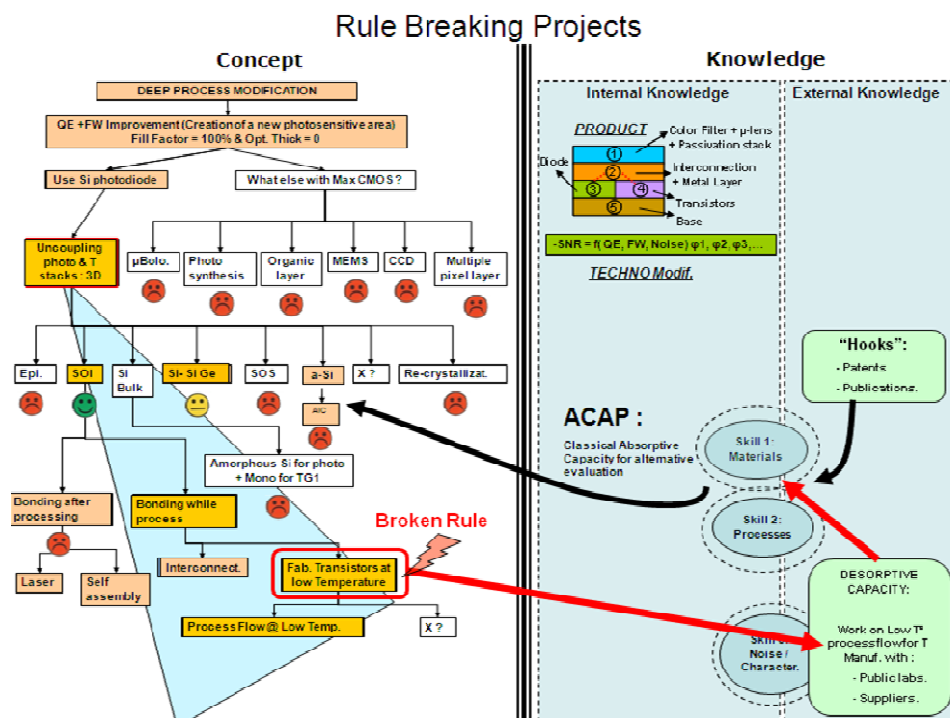 Rule Breaking Projects
Concept
Knowledge
DEEP PROCESS MODIFICATION
QE +FW Improvement (Creation of a new photosensitive area)
Fill Factor = 100% & Opt. Thick = 0
Use Si photodiode
What else with Max CMOS ?
Uncoupling
photo & T
stacks : 3D
µBolo.
Photo
synthesis
Organic
layer
MEMS
CCD
Multiple
pixel layer
Epi.
SOI
Si
Bulk
Si- Si Ge
SOS
a-Si
X ?
Re-crystallizat.
AIC
Amorphous Si for photo
+ Mono for TG1
Bonding after
processing
Bonding while
process
Broken Rule
Laser
Self
assembly
Interconnect.
Fab. Transistors at
low Temperature
Process Flow @ Low Temp.
X ?
Internal Knowledge
External Knowledge
PRODUCT
Color Filter + µ-lens
+ Passivation stack
Diode
1
2
3
4
5
Interconnection
+ Metal Layer
Transistors
Base
-SNR = f( QE, FW, Noise) φ1, φ2, φ3,...
TECHNO Modif.
"Hooks":
- Patents
- Publications.
ACAP :
Classical Absorptive
Capacity for alternative
evaluation
Skill 1:
Materials
Skill 2:
Processes
Skill
Noise /
Character.
DESORPTIVE
CAPACITY:
Work on Low T°
process flow for T
Manuf. with :
- Public labs.
- Suppliers.